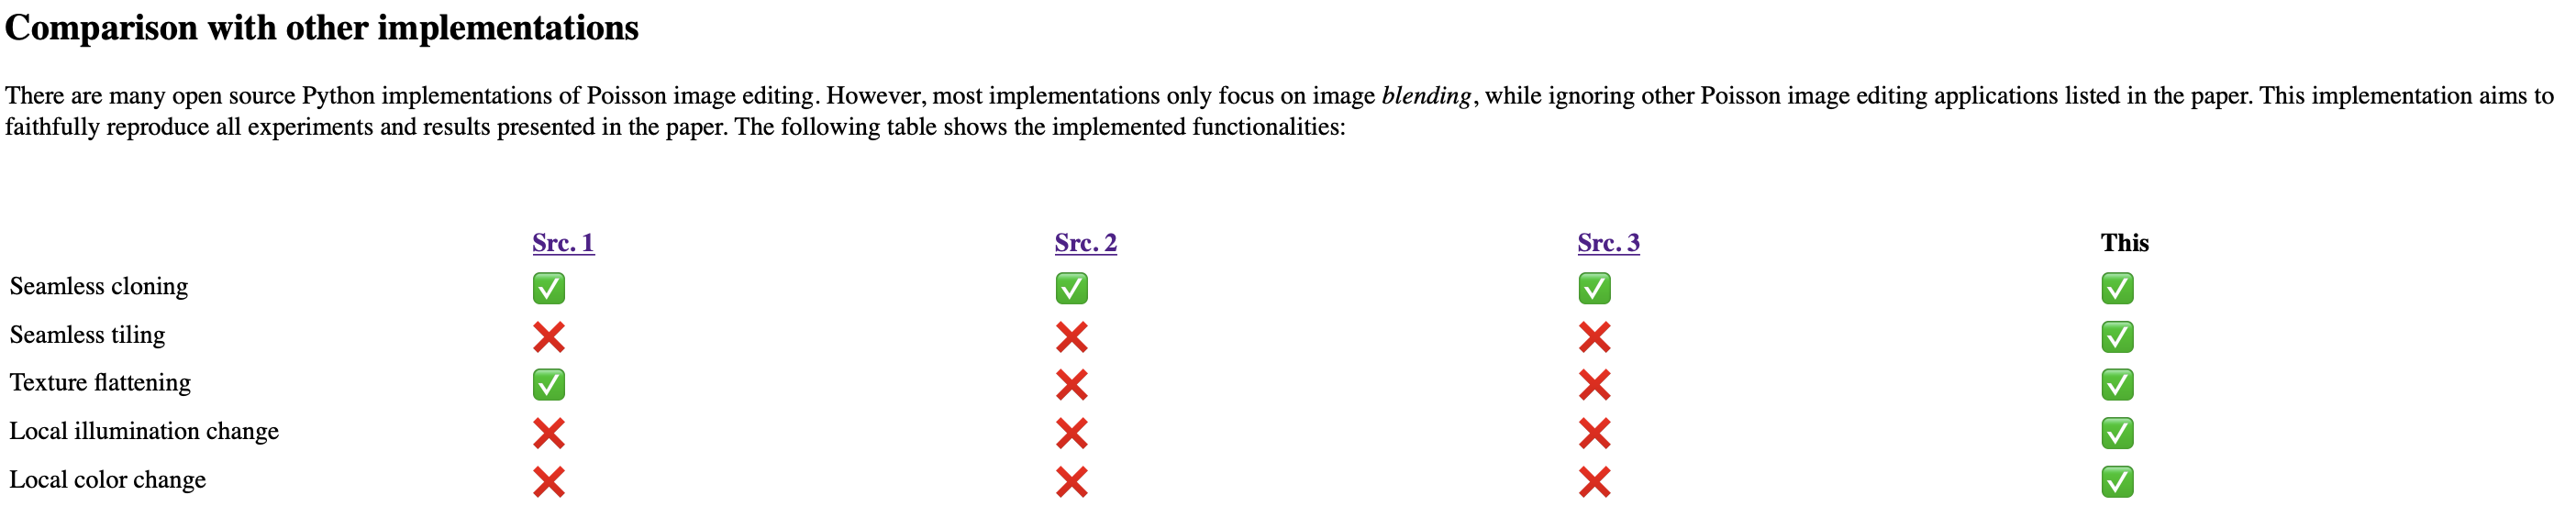 Comparison with other implementations
There are many open source Python implementations of Poisson image editing. However, most implementations only focus on image blending, while ignoring other Poisson image editing applications listed in the paper. This implementation aims to
faithfully reproduce all experiments and results presented in the paper. The following table shows the implemented functionalities:
Src. 1 Src. 2 Src. 3 This
Seamless cloning ✅ ✅ ✅ ✅
Seamless tiling ❌ ❌ ❌ ✅
Texture flattening ✅ ❌ ❌ ✅
Local illumination change ❌ ❌ ❌ ✅
Local color change ❌ ❌ ❌ ✅